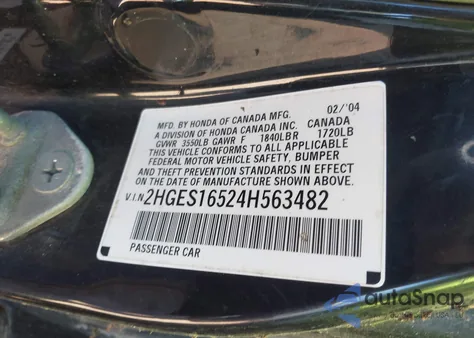 MFD. BY HONDA OF CANADA MFG. 02/'04
A DIVISION OF HONDA CANADA INC. CANADA
GVWR 3550LB GAWR F 1840LBR 1720LB
THIS VEHICLE CONFORMS TO ALL APPLICABLE
FEDERAL MOTOR VEHICLE SAFETY, BUMPER
AND THEFT PREVENTION STANDARDS IN EFFECT
ON THE DATE OF MANUFACTURE SHOWN ABOVE.
V.I.N 2HGES16524H563482
PASSENGER CAR
autoSnap